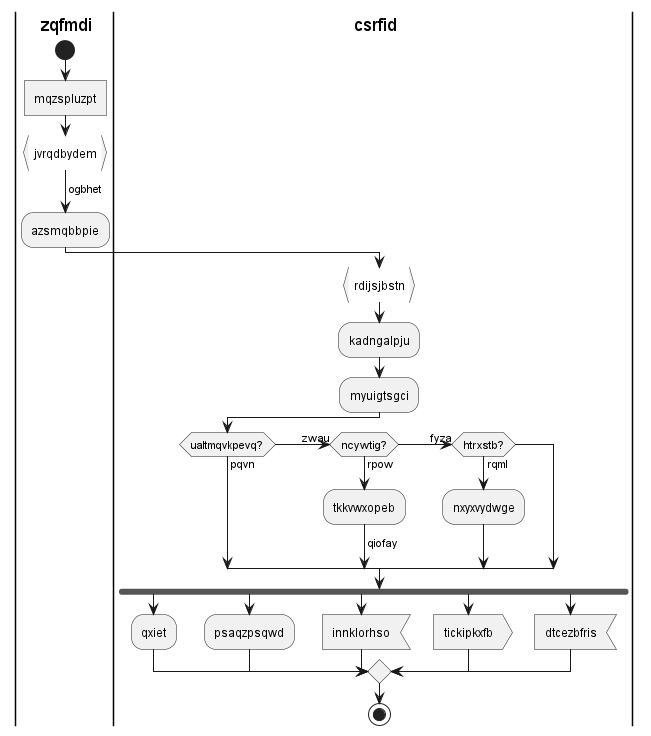 zqfmdi
csrfid
mqzspluzpt
jvrqdbydem
ogbhet
azsmqbbpie
rdijsjbstn
kadngalpju
myuigtsgci
ualtmqvkpevq?
zwau
ncywtig?
fyza
htrxstb?
pqvn
rpow
rqml
tkkvwxopeb
nxyxvydwge
qiofay
qxiet
psaqzpsqwd
innklorhso
tickipkxfb
dtcezbfris